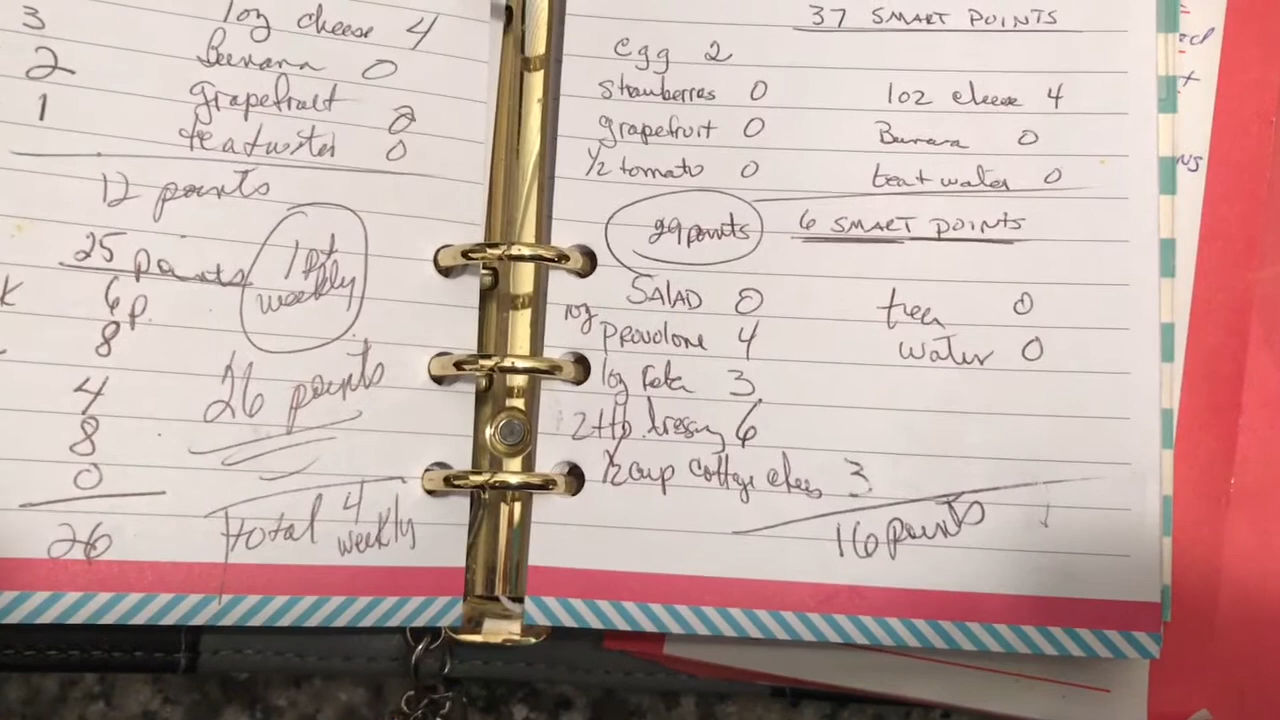 3 1oz cheese 4
2 Banana 0
1 grapefruit 0
tea+water 0
12 points
25 points
1 pt weekly
6 p.
8
4
26 points
8
0
26
Total 4 weekly
37 SMART POINTS
egg 2
strawberries 0
1oz cheese 4
grapefruit 0
Banana 0
1/2 tomato 0
tea+water 0
29 points
6 SMART POINTS
SALAD 0
tea 0
1oz provolone 4
water 0
1oz Feta 3
2 tb dressing 6
1/2 cup cottage chees 3
16 points